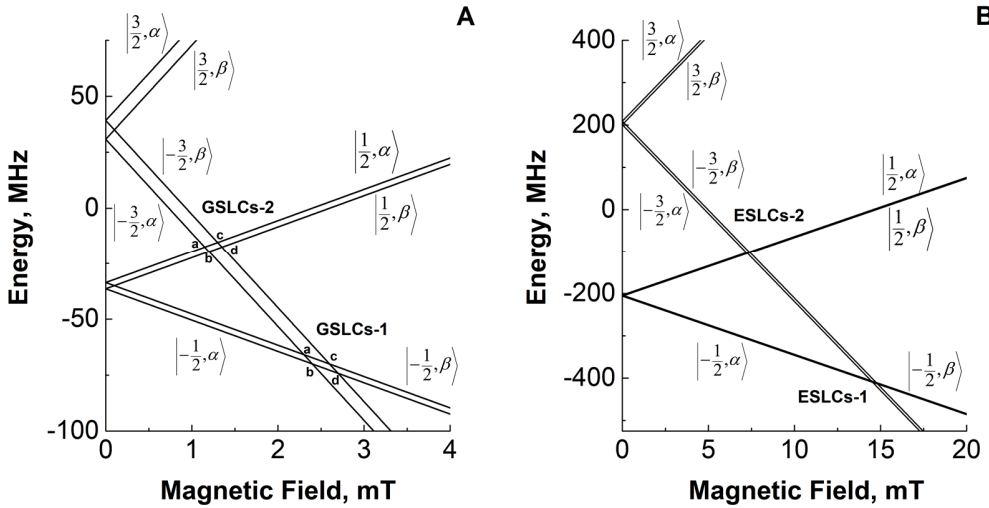 A
|3/2, α⟩
|3/2, β⟩
|-3/2, β⟩
|-3/2, α⟩
|1/2, α⟩
|1/2, β⟩
GSLCs-2
a
c
b
d
GSLCs-1
a
c
b
d
|-1/2, α⟩
|-1/2, β⟩
50
0
-50
-100
Energy, MHz
0
1
2
3
4
Magnetic Field, mT
B
|3/2, α⟩
|3/2, β⟩
|-3/2, β⟩
|-3/2, α⟩
|1/2, α⟩
|1/2, β⟩
ESLCs-2
|-1/2, α⟩
|-1/2, β⟩
ESLCs-1
400
200
0
-200
-400
Energy, MHz
0
5
10
15
20
Magnetic Field, mT